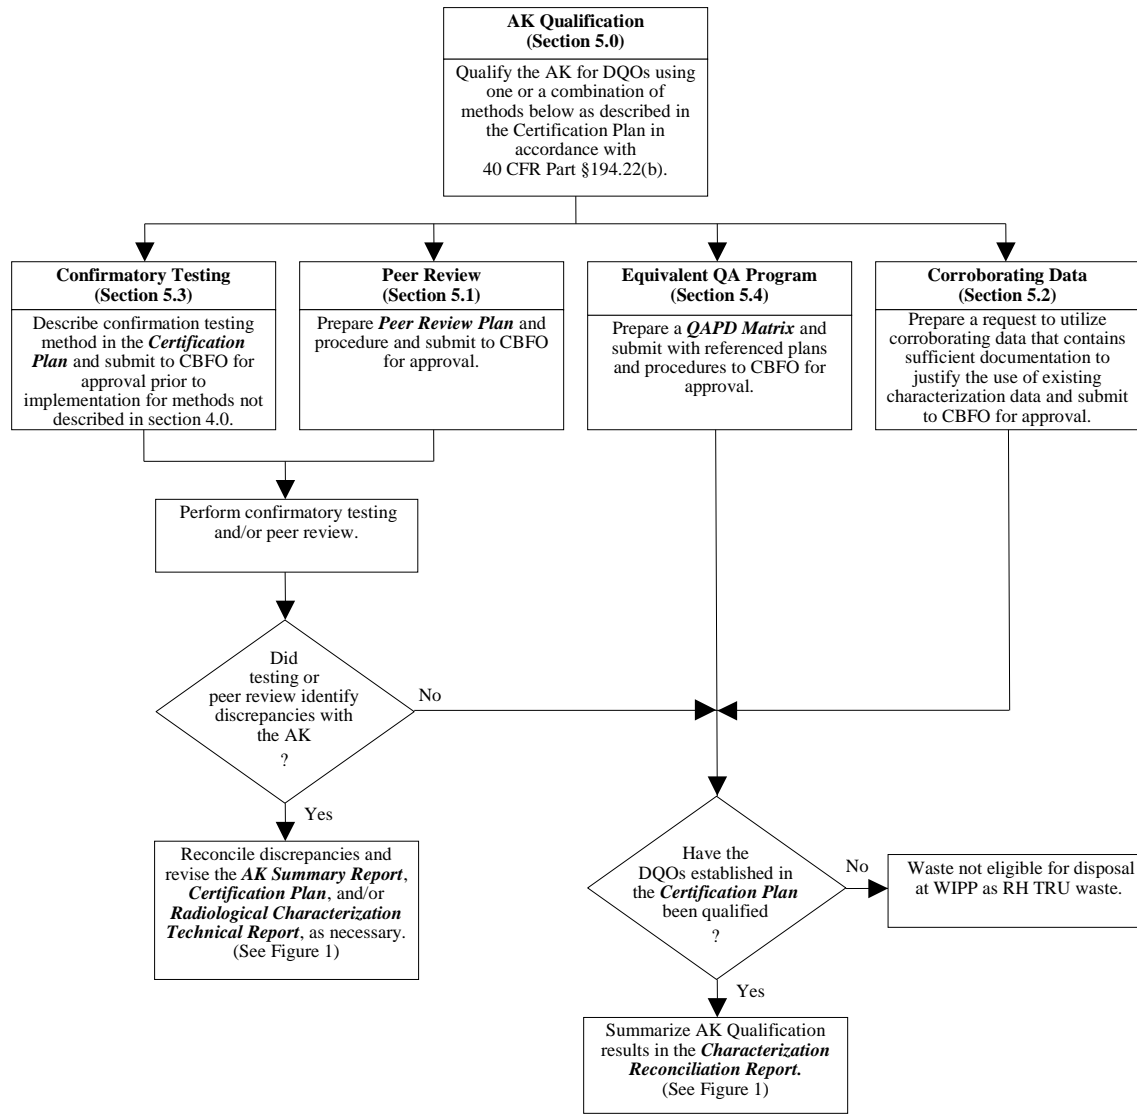 AK Qualification
(Section 5.0)
Qualify the AK for DQOs using
one or a combination of
methods below as described in
the Certification Plan in
accordance with
40 CFR Part §194.22(b).
Confirmatory Testing
(Section 5.3)
Describe confirmation testing
method in the Certification
Plan and submit to CBFO for
approval prior to
implementation for methods not
described in section 4.0.
Peer Review
(Section 5.1)
Prepare Peer Review Plan and
procedure and submit to CBFO
for approval.
Equivalent QA Program
(Section 5.4)
Prepare a QAPD Matrix and
submit with referenced plans
and procedures to CBFO for
approval.
Corroborating Data
(Section 5.2)
Prepare a request to utilize
corroborating data that contains
sufficient documentation to
justify the use of existing
characterization data and submit
to CBFO for approval.
Perform confirmatory testing
and/or peer review.
Did
testing or
peer review identify
discrepancies with
the AK
?
No
Yes
Reconcile discrepancies and
revise the AK Summary Report,
Certification Plan, and/or
Radiological Characterization
Technical Report, as necessary.
(See Figure 1)
Have the
DQOs established in
the Certification Plan
been qualified
?
No
Waste not eligible for disposal
at WIPP as RH TRU waste.
Yes
Summarize AK Qualification
results in the Characterization
Reconciliation Report.
(See Figure 1)